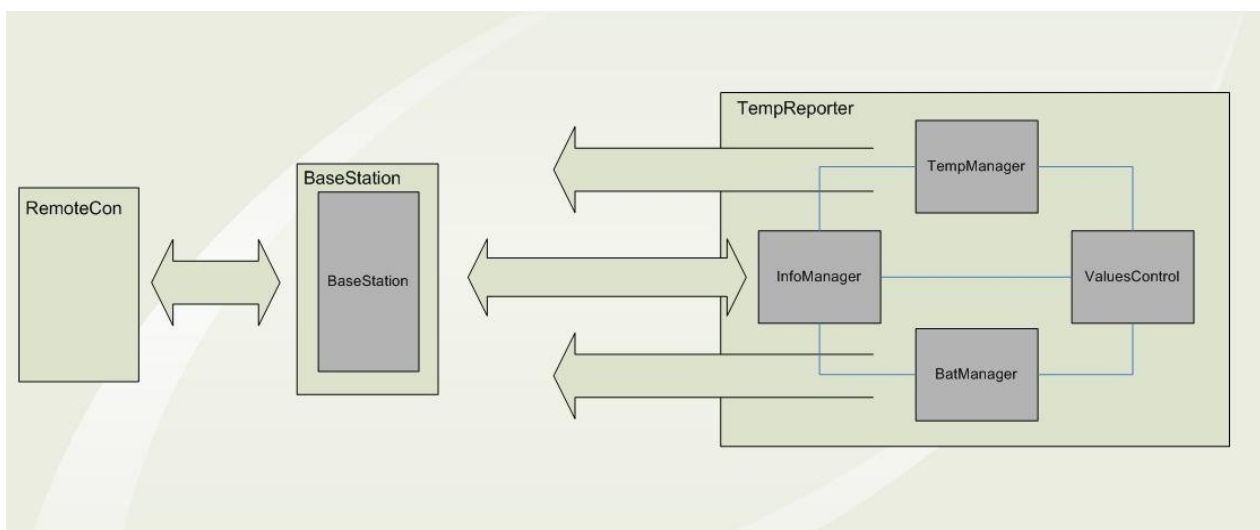 RemoteCon
BaseStation
BaseStation
TempReporter
TempManager
InfoManager
ValuesControl
BatManager